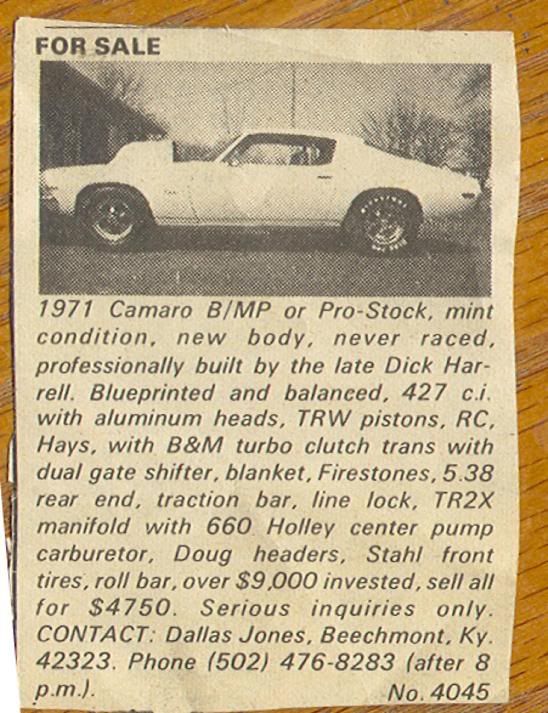 FOR SALE
1971 Camaro B/MP or Pro-Stock, mint
condition, new body, never raced,
professionally built by the late Dick Har-
rell. Blueprinted and balanced, 427 c.i.
with aluminum heads, TRW pistons, RC,
Hays, with B&M turbo clutch trans with
dual gate shifter, blanket, Firestones, 5.38
rear end, traction bar, line lock, TR2X
manifold with 660 Holley center pump
carburetor, Doug headers, Stahl front
tires, roll bar, over $9,000 invested, sell all
for $4750. Serious inquiries only.
CONTACT: Dallas Jones, Beechmont, Ky.
42323. Phone (502) 476-8283 (after 8
p.m.). No. 4045